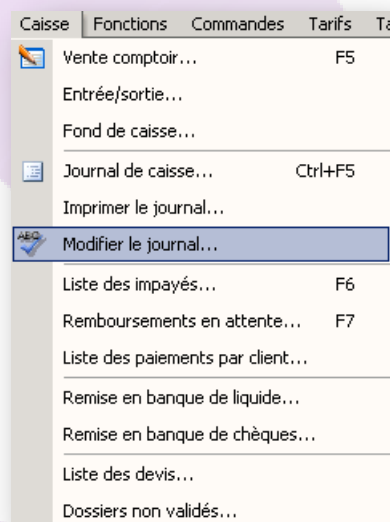 Caisse Fonctions Commandes Tarifs Ta
Vente comptoir... F5
Entrée/sortie...
Fond de caisse...
Journal de caisse... Ctrl+F5
Imprimer le journal...
ABC Modifier le journal...
Liste des impayés... F6
Remboursements en attente... F7
Liste des paiements par client...
Remise en banque de liquide...
Remise en banque de chèques...
Liste des devis...
Dossiers non validés...